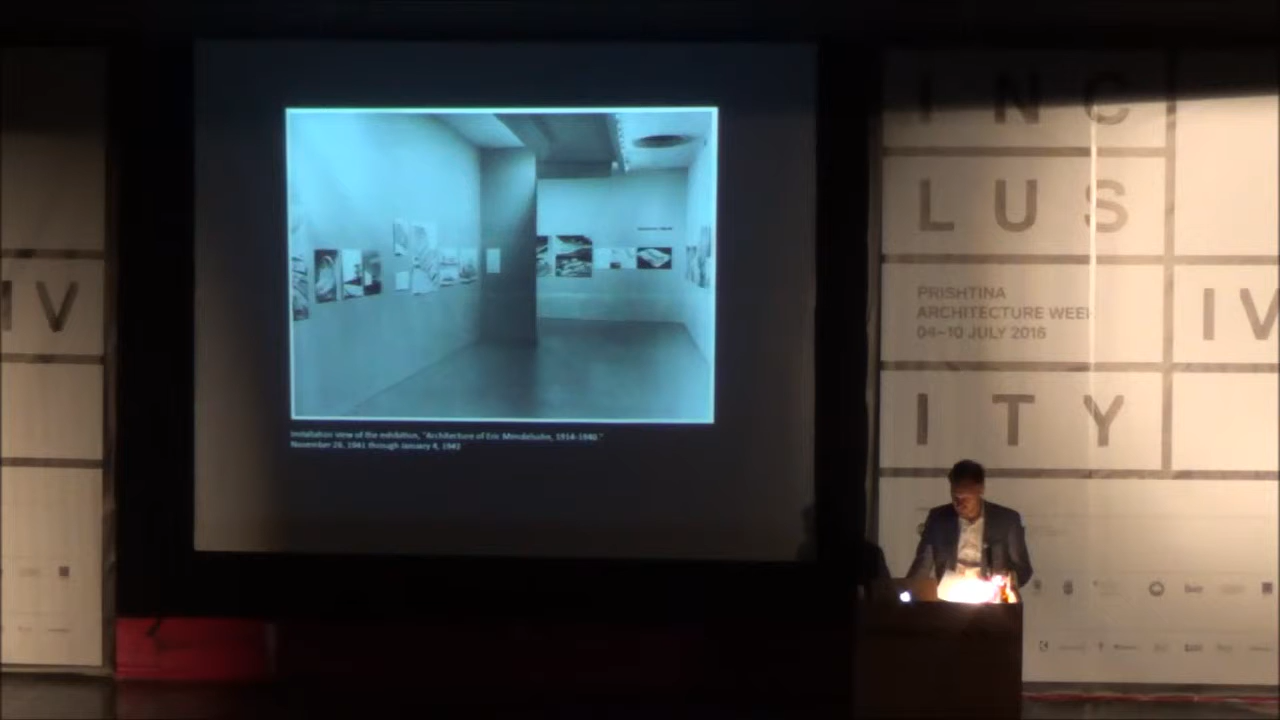 IV
Installation view of the exhibition, "Architecture of Eric Mendelsohn, 1914-1940."
November 26, 1941 through January 4, 1942
INC
LUS
PRISHTINA
ARCHITECTURE WEEK
04–10 JULY 2016
IV
ITY